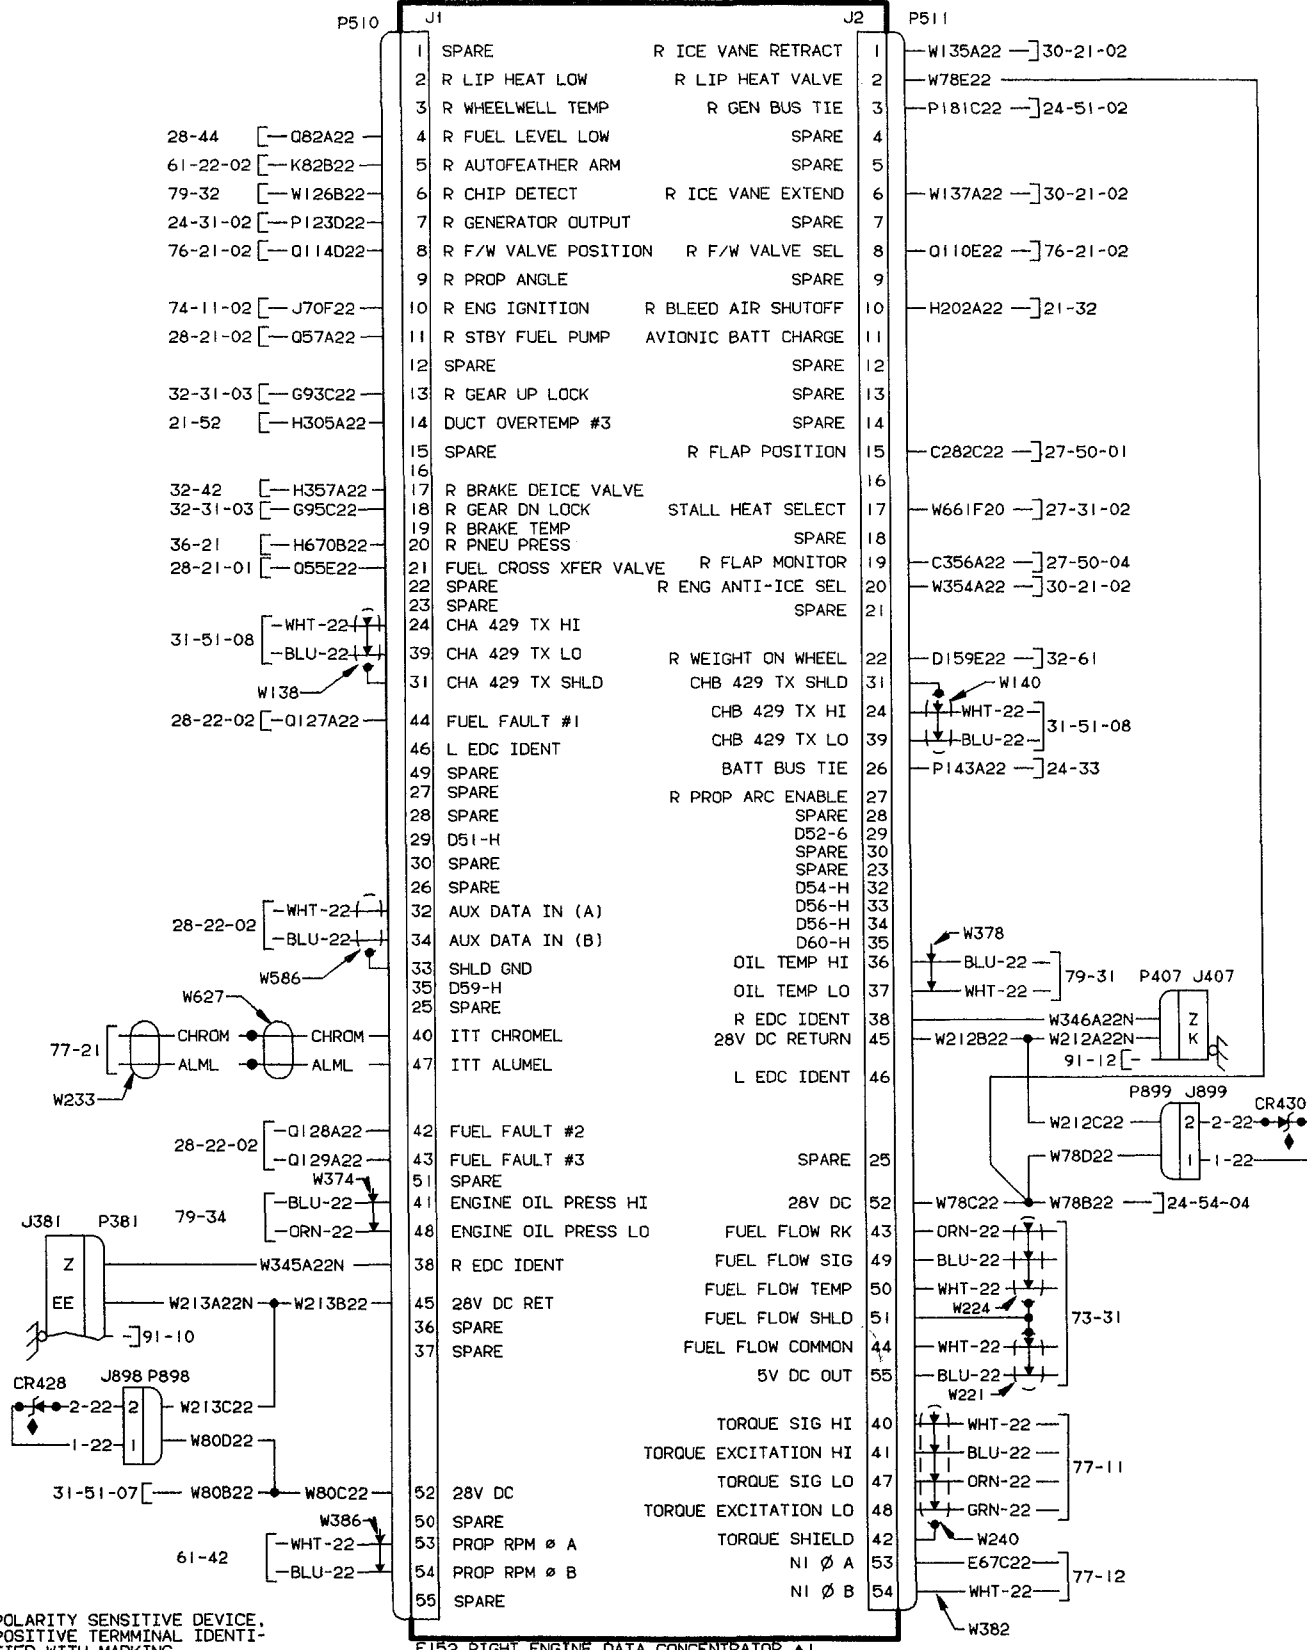 P510 J1 J2 P511
1 SPARE R ICE VANE RETRACT 1 W135A22 30-21-02
2 R LIP HEAT LOW R LIP HEAT VALVE 2 W78E22
3 R WHEELWELL TEMP R GEN BUS TIE 3 P181C22 24-51-02
28-44 Q82A22 4 R FUEL LEVEL LOW SPARE 4
61-22-02 K82B22 5 R AUTOFEATHER ARM SPARE 5
79-32 W126B22 6 R CHIP DETECT R ICE VANE EXTEND 6 W137A22 30-21-02
24-31-02 P123D22 7 R GENERATOR OUTPUT SPARE 7
76-21-02 Q114D22 8 R F/W VALVE POSITION R F/W VALVE SEL 8 Q110E22 76-21-02
9 R PROP ANGLE SPARE 9
74-11-02 J70F22 10 R ENG IGNITION R BLEED AIR SHUTOFF 10 H202A22 21-32
28-21-02 Q57A22 11 R STBY FUEL PUMP AVIONIC BATT CHARGE 11
12 SPARE SPARE 12
32-31-03 G93C22 13 R GEAR UP LOCK SPARE 13
21-52 H305A22 14 DUCT OVERTEMP #3 SPARE 14
15 SPARE R FLAP POSITION 15 C282C22 27-50-01
16 16
32-42 H357A22 17 R BRAKE DEICE VALVE
32-31-03 G95C22 18 R GEAR DN LOCK STALL HEAT SELECT 17 W661F20 27-31-02
19 R BRAKE TEMP SPARE 18
36-21 H670B22 20 R PNEU PRESS
28-21-01 Q55E22 21 FUEL CROSS XFER VALVE R FLAP MONITOR 19 C356A22 27-50-04
22 SPARE R ENG ANTI-ICE SEL 20 W354A22 30-21-02
23 SPARE SPARE 21
31-51-08 WHT-22 24 CHA 429 TX HI
BLU-22 39 CHA 429 TX LO R WEIGHT ON WHEEL 22 D159E22 32-61
W138 31 CHA 429 TX SHLD CHB 429 TX SHLD 31 W140
28-22-02 Q127A22 44 FUEL FAULT #1 CHB 429 TX HI 24 WHT-22 31-51-08
46 L EDC IDENT CHB 429 TX LO 39 BLU-22
49 SPARE BATT BUS TIE 26 P143A22 24-33
27 SPARE R PROP ARC ENABLE 27
28 SPARE SPARE 28
29 D51-H D52-6 29
30 SPARE SPARE 30
SPARE 23
26 SPARE D54-H 32
28-22-02 WHT-22 32 AUX DATA IN (A) D56-H 33
D56-H 34
BLU-22 34 AUX DATA IN (B) D60-H 35 W378
W586 33 SHLD GND OIL TEMP HI 36 BLU-22 79-31
35 D59-H OIL TEMP LO 37 WHT-22 P407 J407
W627 25 SPARE R EDC IDENT 38 W346A22N Z
77-21 CHROM CHROM 40 ITT CHROMEL 28V DC RETURN 45 W212B22 W212A22N K
ALML ALML 47 ITT ALUMEL L EDC IDENT 46 91-12
W233 P899 J899 CR430
W212C22 2 2-22
28-22-02 Q128A22 42 FUEL FAULT #2
Q129A22 43 FUEL FAULT #3 SPARE 25 W78D22 1 1-22
W374 51 SPARE
79-34 BLU-22 41 ENGINE OIL PRESS HI 28V DC 52 W78C22 W78B22 24-54-04
ORN-22 48 ENGINE OIL PRESS LO FUEL FLOW RK 43 ORN-22 73-31
J381 P381
Z W345A22N 38 R EDC IDENT FUEL FLOW SIG 49 BLU-22
FUEL FLOW TEMP 50 WHT-22
EE W213A22N W213B22 45 28V DC RET W224
91-10 36 SPARE FUEL FLOW SHLD 51
37 SPARE FUEL FLOW COMMON 44 WHT-22
CR428 J898 P898 5V DC OUT 55 BLU-22
W221
2-22 2 W213C22 TORQUE SIG HI 40 WHT-22 77-11
1-22 1 W80D22 TORQUE EXCITATION HI 41 BLU-22
TORQUE SIG LO 47 ORN-22
31-51-07 W80B22 W80C22 52 28V DC TORQUE EXCITATION LO 48 GRN-22
W386 50 SPARE TORQUE SHIELD 42 W240
61-42 WHT-22 53 PROP RPM ø A N1 Ø A 53 E67C22 77-12
BLU-22 54 PROP RPM ø B N1 Ø B 54 WHT-22
55 SPARE W382
POLARITY SENSITIVE DEVICE,
POSITIVE TERMMINAL IDENTI-
FIED WITH MARKING
E152 RIGHT ENGINE DATA CONCENTRATOR ▲1